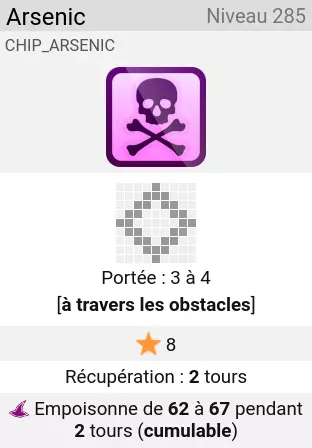 Arsenic Niveau 285
CHIP_ARSENIC
Portée : 3 à 4
[à travers les obstacles]
8
Récupération : 2 tours
Empoisonne de 62 à 67 pendant
2 tours (cumulable)